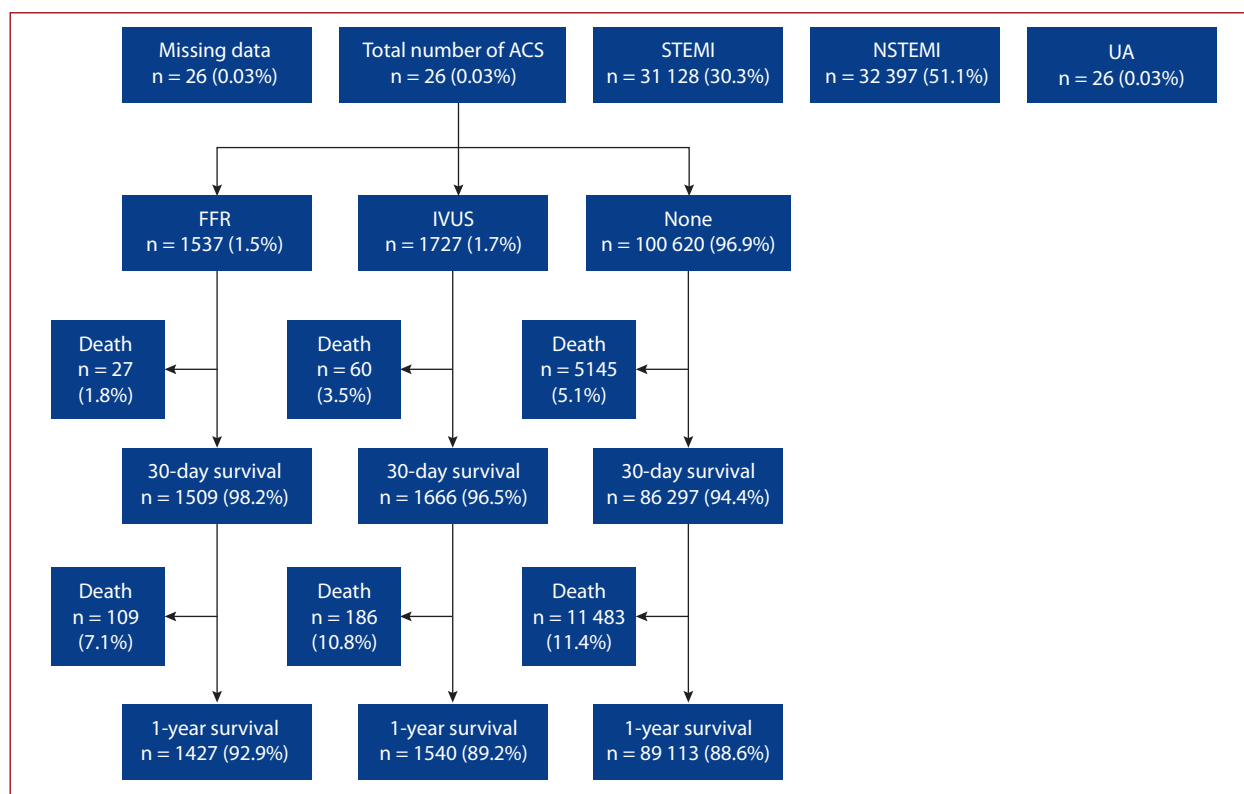 Missing data
n = 26 (0.03%)
Total number of ACS
n = 26 (0.03%)
STEMI
n = 31 128 (30.3%)
NSTEMI
n = 32 397 (51.1%)
UA
n = 26 (0.03%)
FFR
n = 1537 (1.5%)
IVUS
n = 1727 (1.7%)
None
n = 100 620 (96.9%)
Death
n = 27
(1.8%)
Death
n = 60
(3.5%)
Death
n = 5145
(5.1%)
30-day survival
n = 1509 (98.2%)
30-day survival
n = 1666 (96.5%)
30-day survival
n = 86 297 (94.4%)
Death
n = 109
(7.1%)
Death
n = 186
(10.8%)
Death
n = 11 483
(11.4%)
1-year survival
n = 1427 (92.9%)
1-year survival
n = 1540 (89.2%)
1-year survival
n = 89 113 (88.6%)